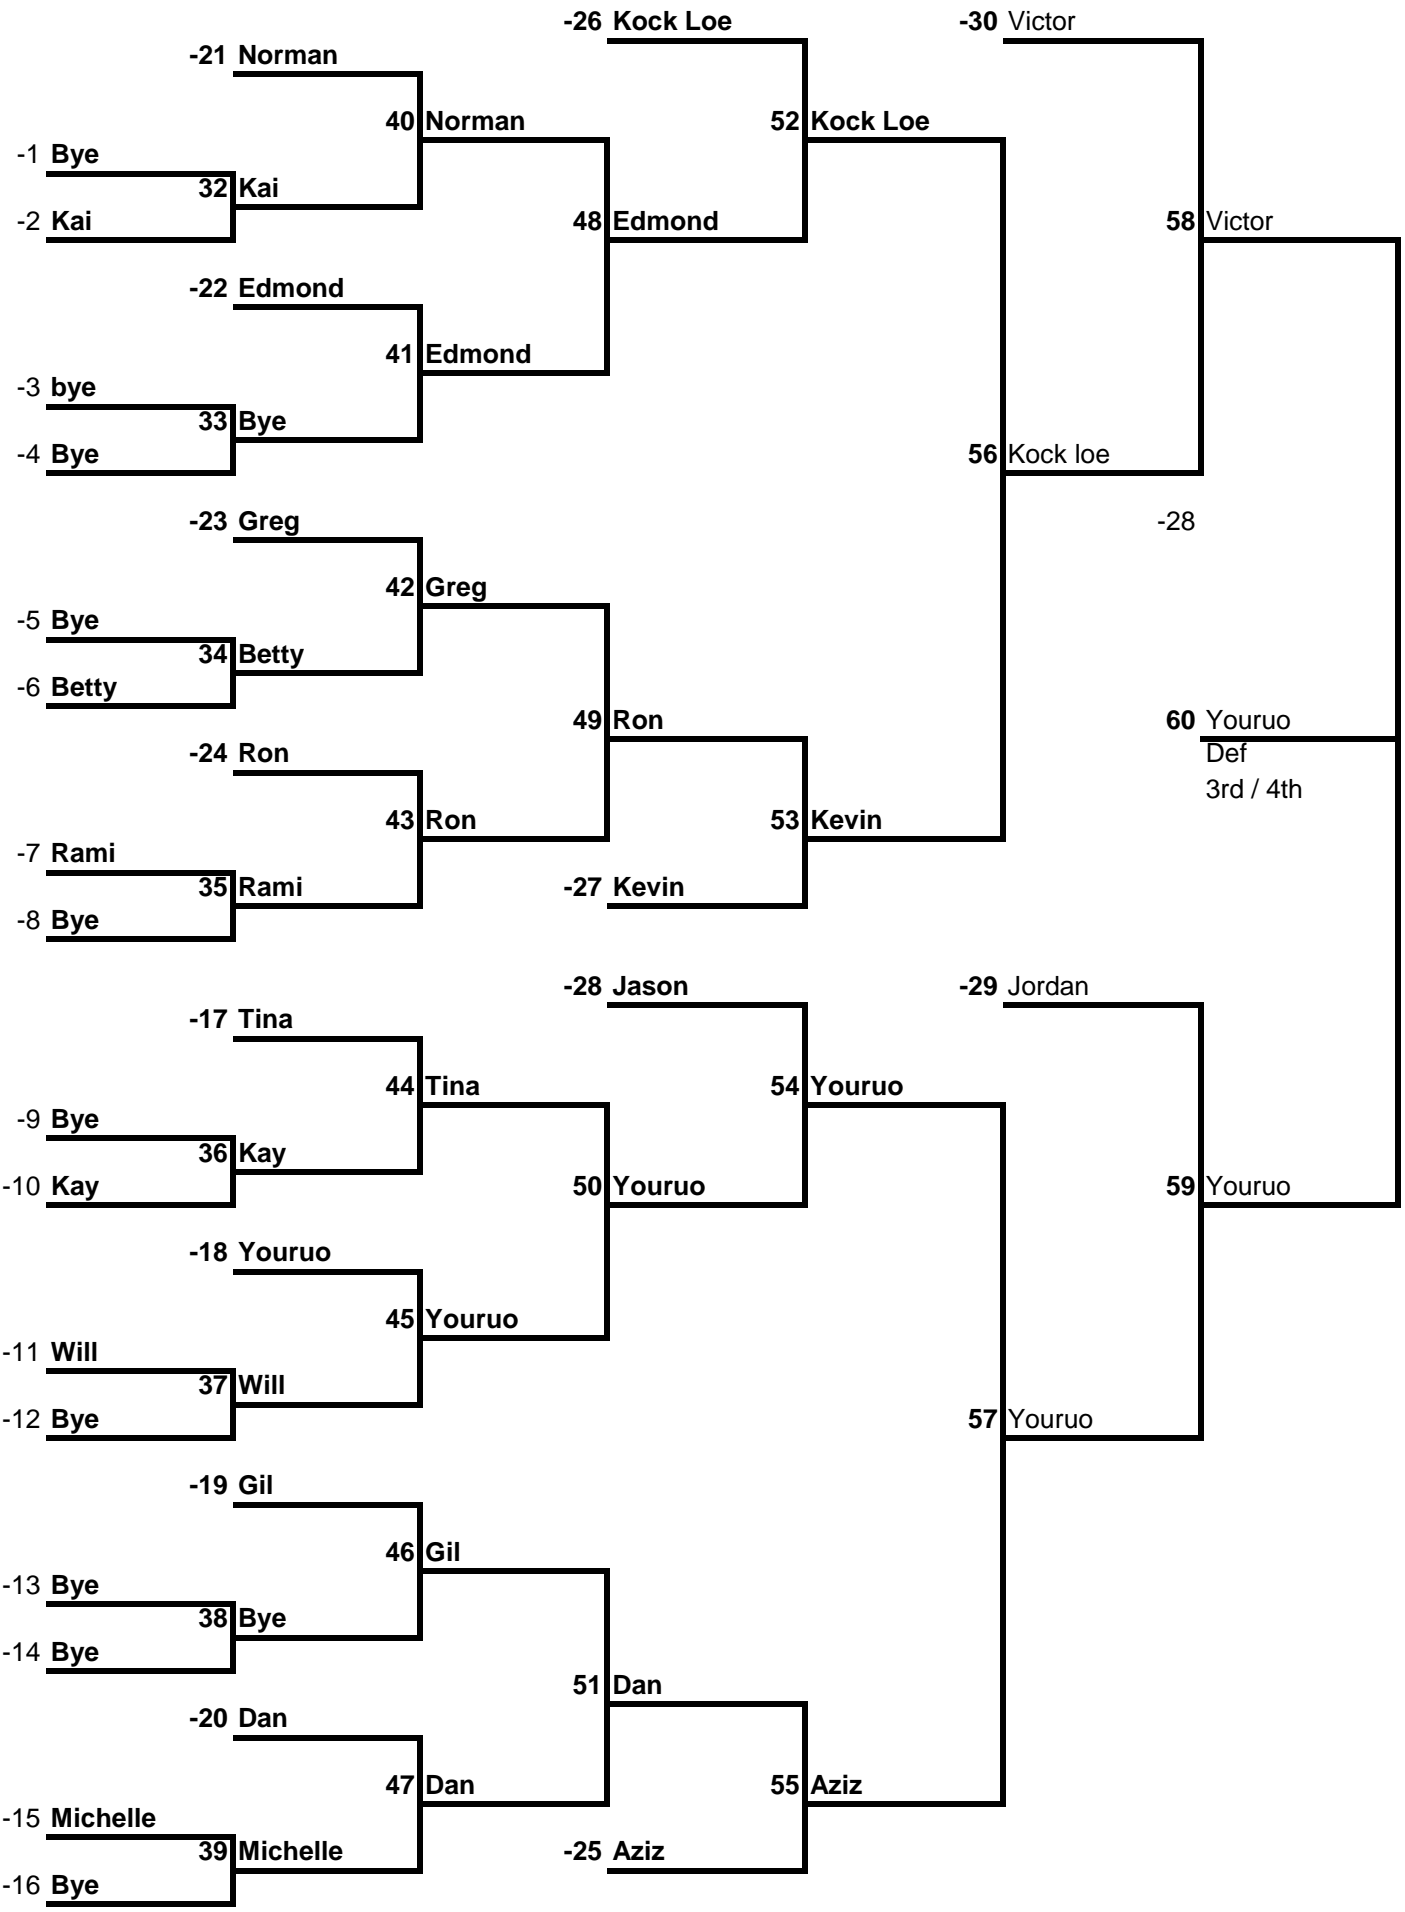 -26 Kock Loe
-30 Victor
-21 Norman
40 Norman
52 Kock Loe
-1 Bye
32 Kai
-2 Kai
48 Edmond
58 Victor
-22 Edmond
41 Edmond
-3 bye
33 Bye
-4 Bye
56 Kock loe
-23 Greg
-28
42 Greg
-5 Bye
34 Betty
-6 Betty
49 Ron
60 Youruo
-24 Ron
Def
3rd / 4th
43 Ron
53 Kevin
-7 Rami
35 Rami
-27 Kevin
-8 Bye
-28 Jason
-29 Jordan
-17 Tina
44 Tina
54 Youruo
-9 Bye
36 Kay
-10 Kay
50 Youruo
59 Youruo
-18 Youruo
45 Youruo
-11 Will
37 Will
-12 Bye
57 Youruo
-19 Gil
46 Gil
-13 Bye
38 Bye
-14 Bye
51 Dan
-20 Dan
47 Dan
55 Aziz
-15 Michelle
39 Michelle
-25 Aziz
-16 Bye